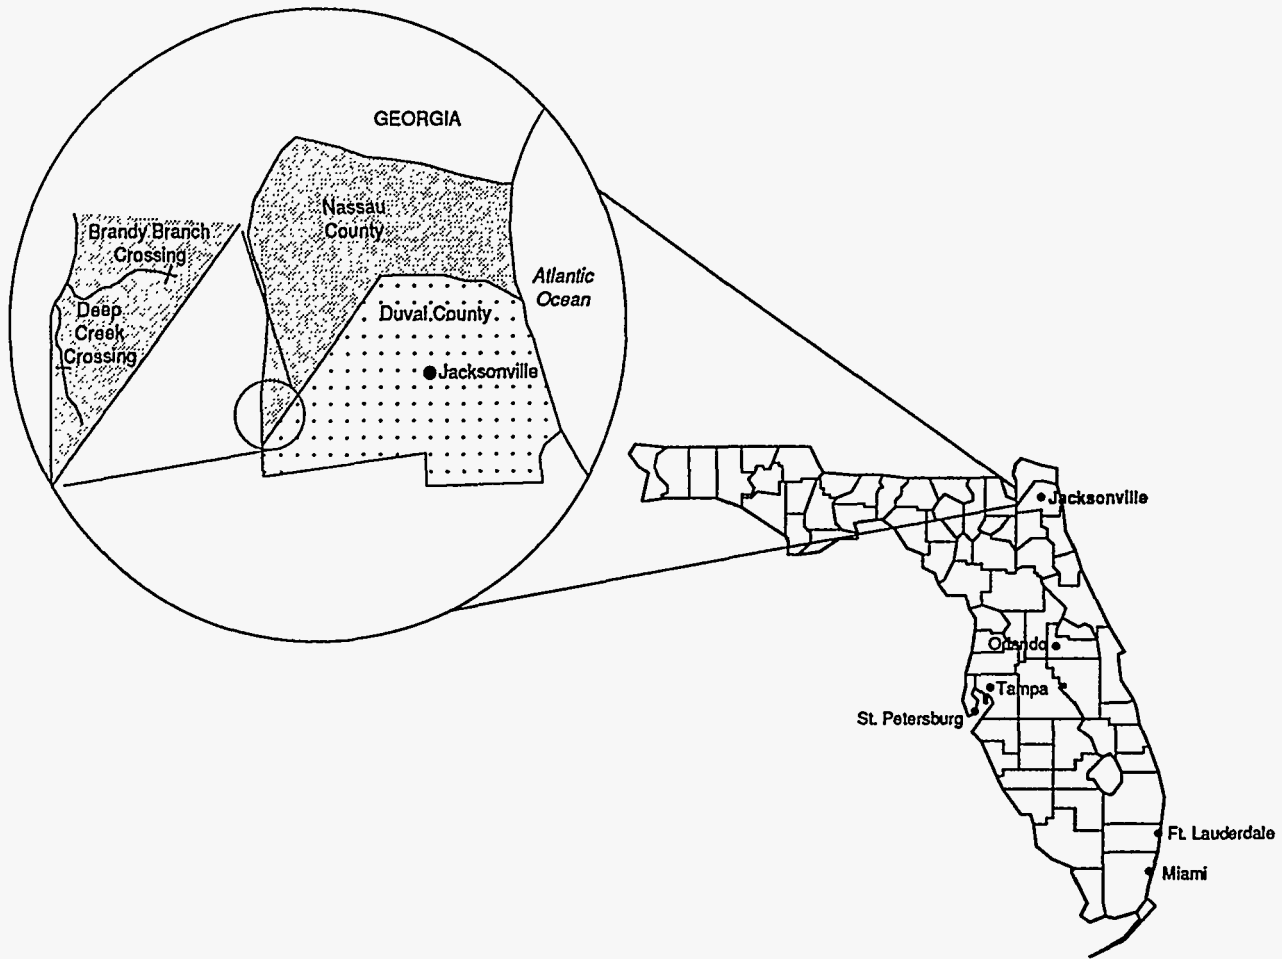 GEORGIA
Nassau
County
Brandy Branch
Crossing
Atlantic
Ocean
Deep
Creek
Crossing
Duval County
Jacksonville
Jacksonville
Orlando
Tampa
St. Petersburg
Ft. Lauderdale
Miami